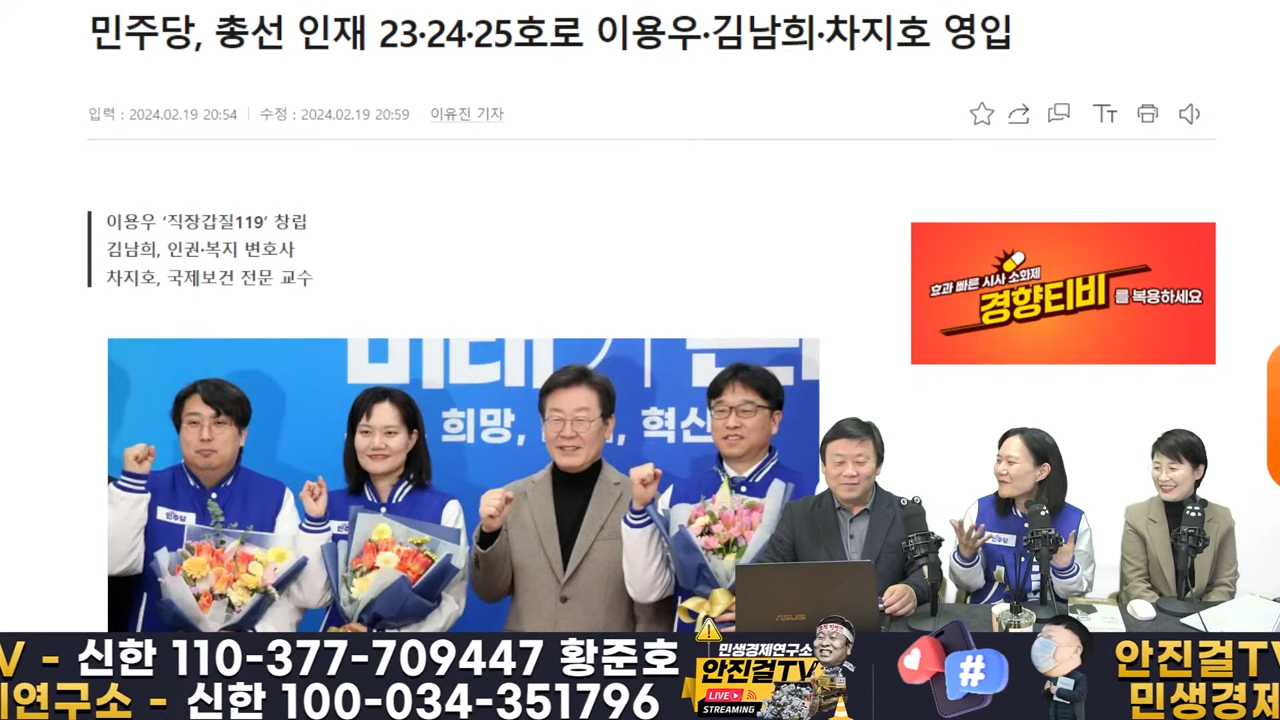 민주당, 총선 인재 23·24·25호로 이용우·김남희·차지호 영입
입력 : 2024.02.19 20:54 수정 : 2024.02.19 20:59 이유진 기자
이용우 ‘직장갑질119’ 창립
김남희, 인권·복지 변호사
차지호, 국제보건 전문 교수
효과 빠른 시사 소화제
경향티비 를 복용하세요
희망, 혁신
민주당
민주당
ASUS
V - 신한 110-377-709447 황준호
연구소 - 신한 100-034-351796
민생경제연구소
안진걸TV
LIVE
STREAMING
#
안진걸TV
민생경제